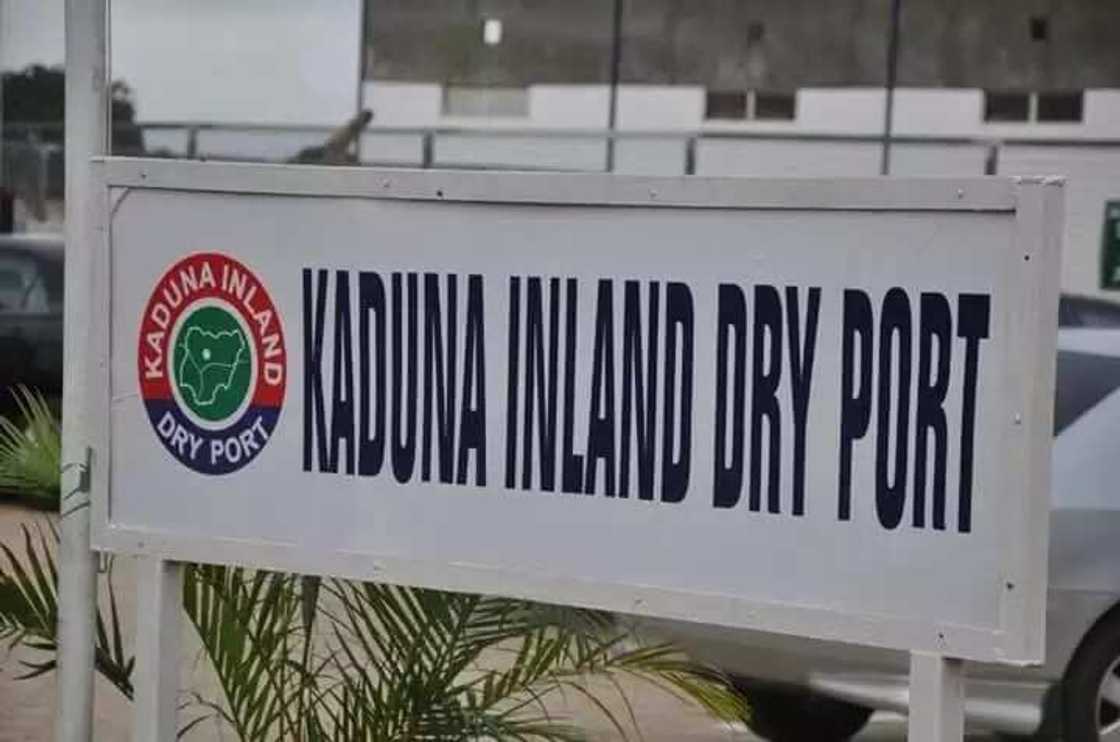 KADUNA INLAND
DRY PORT
KADUNA INLAND DRY PORT